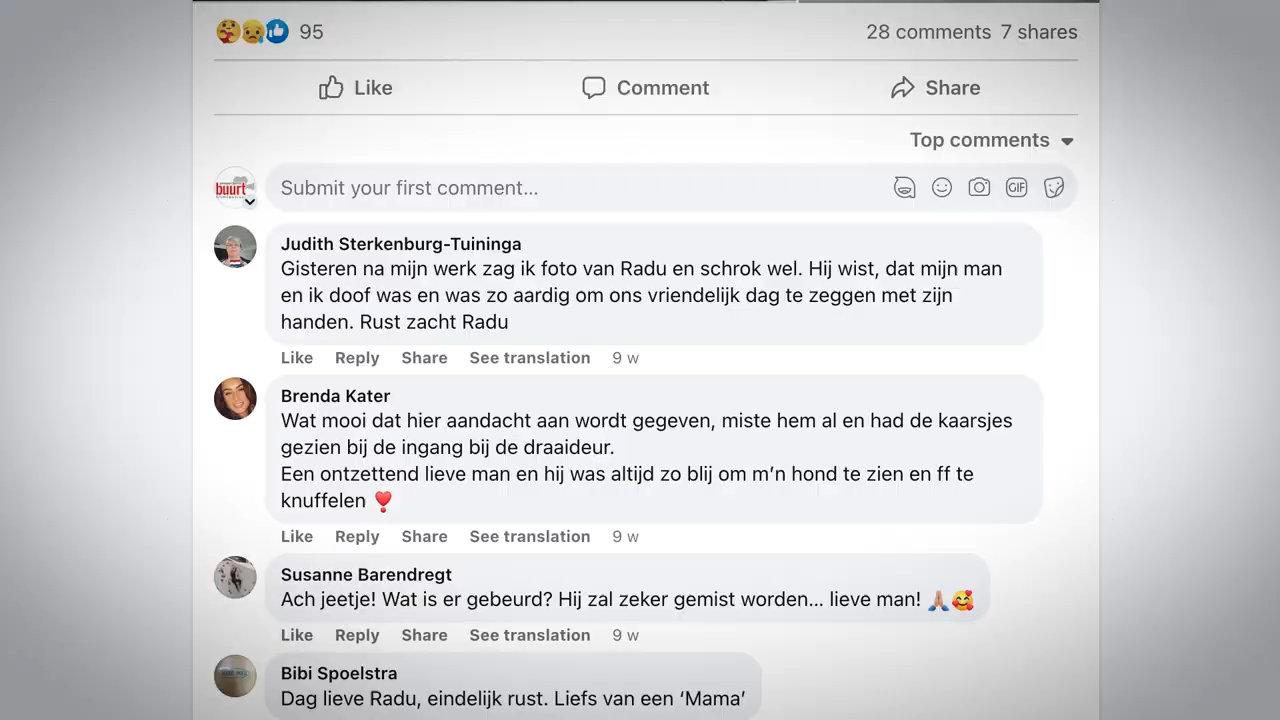 95
28 comments 7 shares
Like Comment Share
Top comments
buurt
Submit your first comment...
GIF
Judith Sterkenburg-Tuininga
Gisteren na mijn werk zag ik foto van Radu en schrok wel. Hij wist, dat mijn man
en ik doof was en was zo aardig om ons vriendelijk dag te zeggen met zijn
handen. Rust zacht Radu
Like Reply Share See translation 9 w
Brenda Kater
Wat mooi dat hier aandacht aan wordt gegeven, miste hem al en had de kaarsjes
gezien bij de ingang bij de draaideur.
Een ontzettend lieve man en hij was altijd zo blij om m’n hond te zien en ff te
knuffelen ❣️
Like Reply Share See translation 9 w
Susanne Barendregt
Ach jeetje! Wat is er gebeurd? Hij zal zeker gemist worden... lieve man! 🙏🏽🥰
Like Reply Share See translation 9 w
Bibi Spoelstra
Dag lieve Radu, eindelijk rust. Liefs van een ‘Mama’